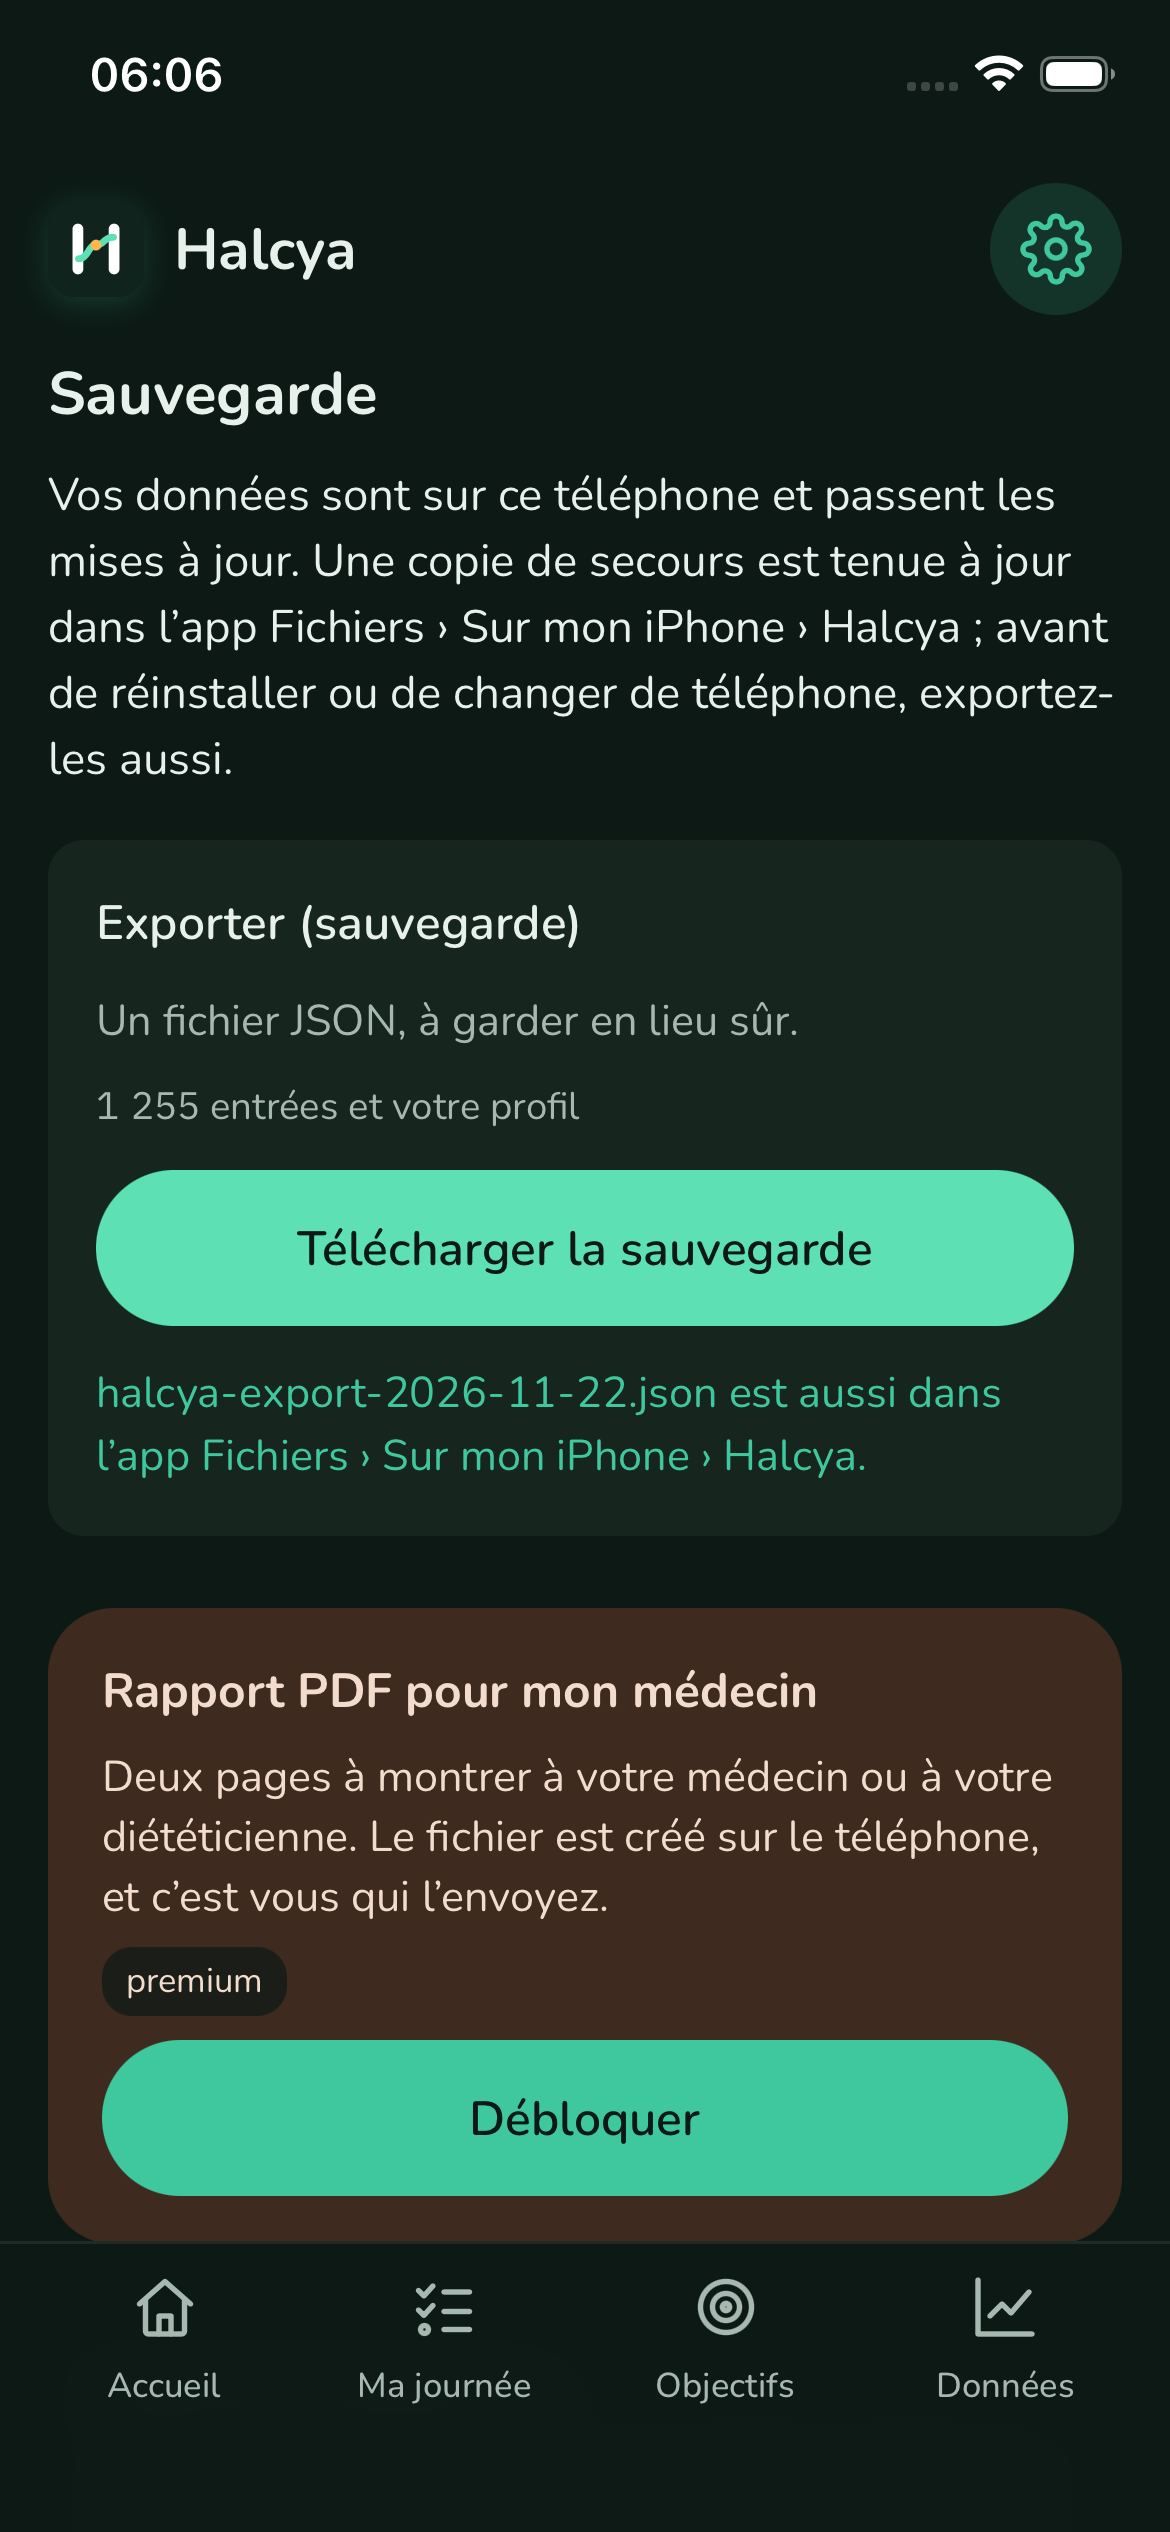 06:06
Halcya
Sauvegarde
Vos données sont sur ce téléphone et passent les
mises à jour. Une copie de secours est tenue à jour
dans l’app Fichiers › Sur mon iPhone › Halcya ; avant
de réinstaller ou de changer de téléphone, exportez-
les aussi.
Exporter (sauvegarde)
Un fichier JSON, à garder en lieu sûr.
1 255 entrées et votre profil
Télécharger la sauvegarde
halcya-export-2026-11-22.json est aussi dans
l’app Fichiers › Sur mon iPhone › Halcya.
Rapport PDF pour mon médecin
Deux pages à montrer à votre médecin ou à votre
diététicienne. Le fichier est créé sur le téléphone,
et c’est vous qui l’envoyez.
premium
Débloquer
Accueil
Ma journée
Objectifs
Données